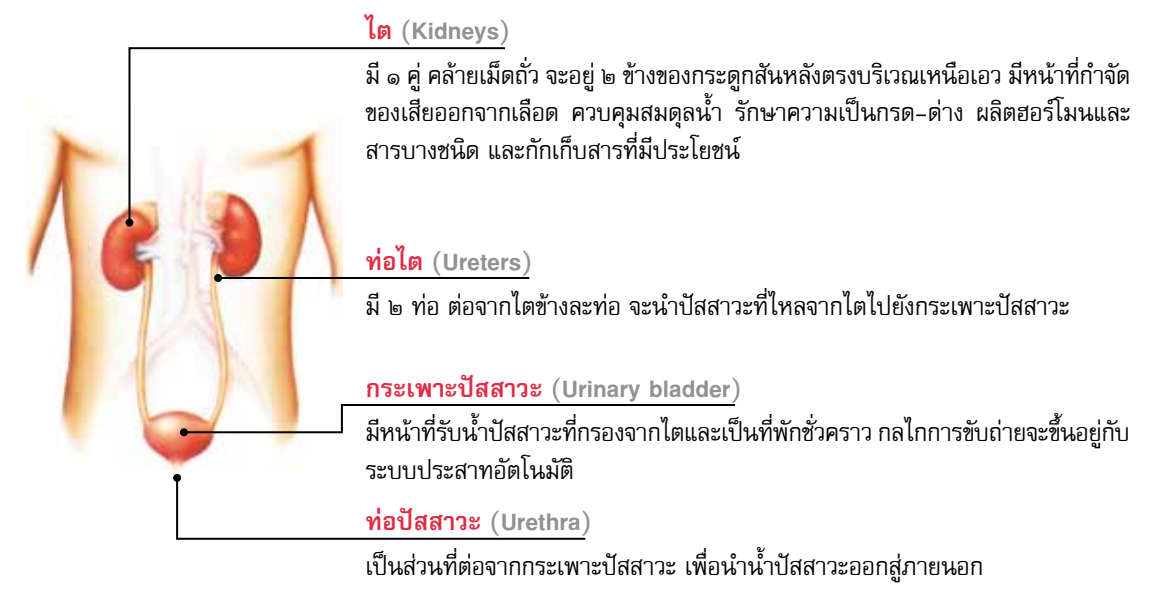 ไต (Kidneys)
มี ๑ คู่ คล้ายเม็ดถั่ว จะอยู่ ๒ ข้างของกระดูกสันหลังตรงบริเวณเหนือเอว มีหน้าที่กำจัด
ของเสียออกจากเลือด ควบคุมสมดุลน้ำ รักษาความเป็นกรด-ด่าง ผลิตฮอร์โมนและ
สารบางชนิด และกักเก็บสารที่มีประโยชน์
ท่อไต (Ureters)
มี ๒ ท่อ ต่อจากไตข้างละท่อ จะนำปัสสาวะที่ไหลจากไตไปยังกระเพาะปัสสาวะ
กระเพาะปัสสาวะ (Urinary bladder)
มีหน้าที่รับน้ำปัสสาวะที่กรองจากไตและเป็นที่พักชั่วคราว กลไกการขับถ่ายจะขึ้นอยู่กับ
ระบบประสาทอัตโนมัติ
ท่อปัสสาวะ (Urethra)
เป็นส่วนที่ต่อจากกระเพาะปัสสาวะ เพื่อนำน้ำปัสสาวะออกสู่ภายนอก